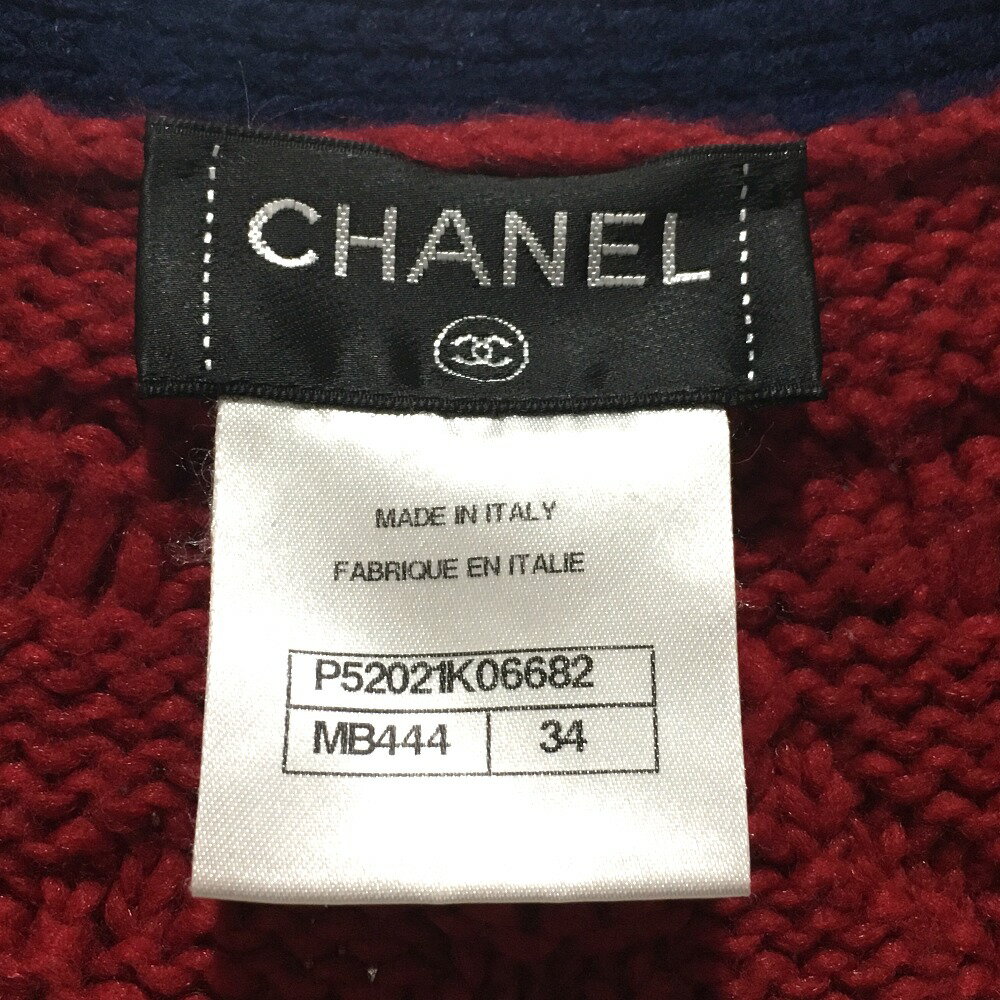 CHANEL
MADE IN ITALY
FABRIQUE EN ITALIE
P52021K06682
MB444 34